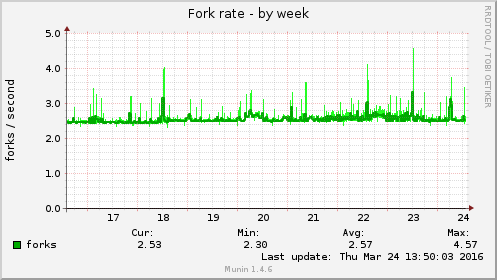 Fork rate - by week
RRDTOOL / TOBI OETIKER
forks / second
5.0
4.0
3.0
2.0
1.0
0.0
17 18 19 20 21 22 23 24
Cur: Min: Avg: Max:
forks 2.53 2.30 2.57 4.57
Last update: Thu Mar 24 13:50:03 2016
Munin 1.4.6